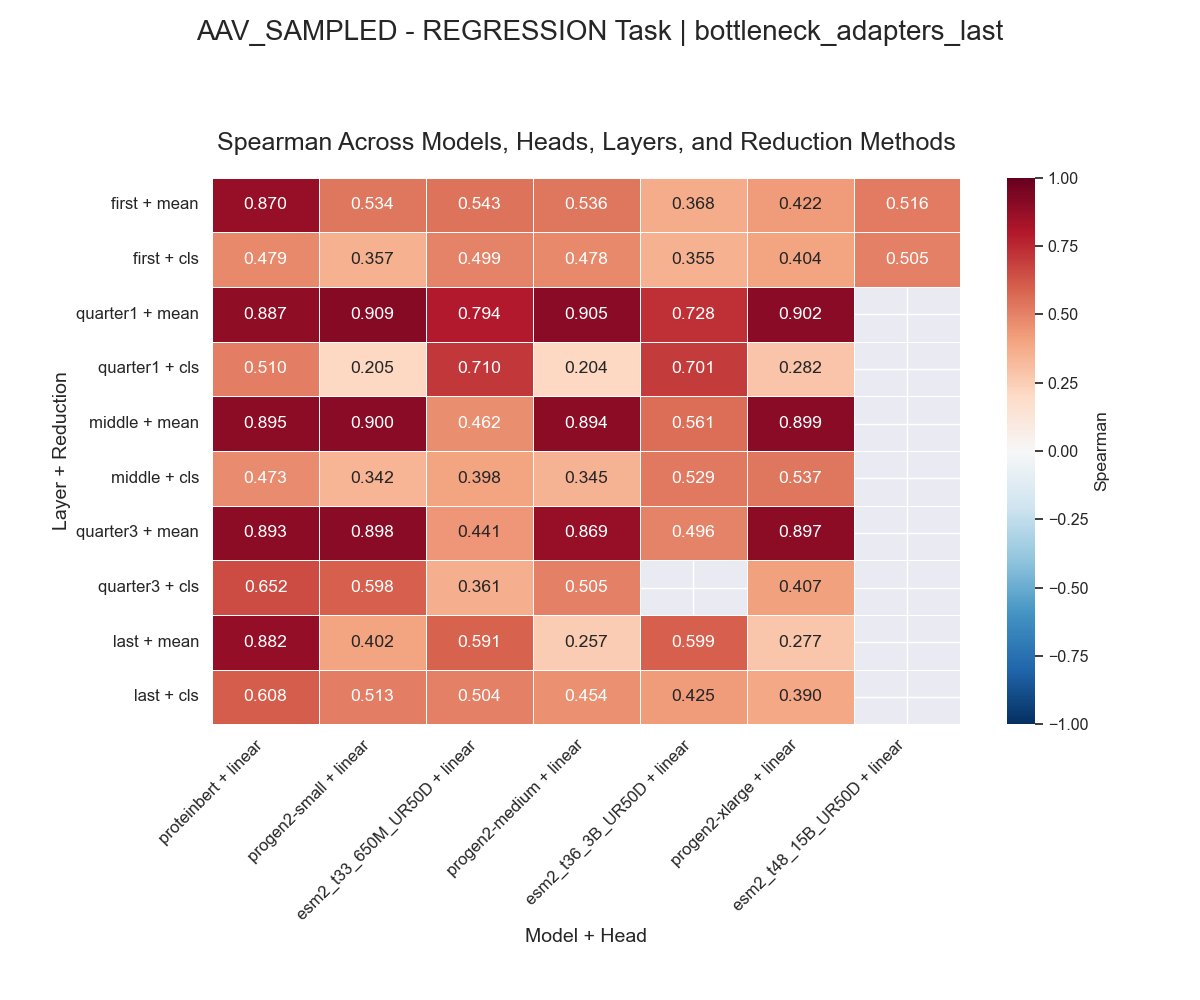 AAV_SAMPLED - REGRESSION Task | bottleneck_adapters_last
Spearman Across Models, Heads, Layers, and Reduction Methods
Layer + Reduction
first + mean 0.870 0.534 0.543 0.536 0.368 0.422 0.516
first + cls 0.479 0.357 0.499 0.478 0.355 0.404 0.505
quarter1 + mean 0.887 0.909 0.794 0.905 0.728 0.902
quarter1 + cls 0.510 0.205 0.710 0.204 0.701 0.282
middle + mean 0.895 0.900 0.462 0.894 0.561 0.899
middle + cls 0.473 0.342 0.398 0.345 0.529 0.537
quarter3 + mean 0.893 0.898 0.441 0.869 0.496 0.897
quarter3 + cls 0.652 0.598 0.361 0.505 0.407
last + mean 0.882 0.402 0.591 0.257 0.599 0.277
last + cls 0.608 0.513 0.504 0.454 0.425 0.390
proteinbert + linear
progen2-small + linear
esm2_t33_650M_UR50D + linear
progen2-medium + linear
esm2_t36_3B_UR50D + linear
progen2-xlarge + linear
esm2_t48_15B_UR50D + linear
Model + Head
1.00
0.75
0.50
0.25
0.00
−0.25
−0.50
−0.75
−1.00
Spearman